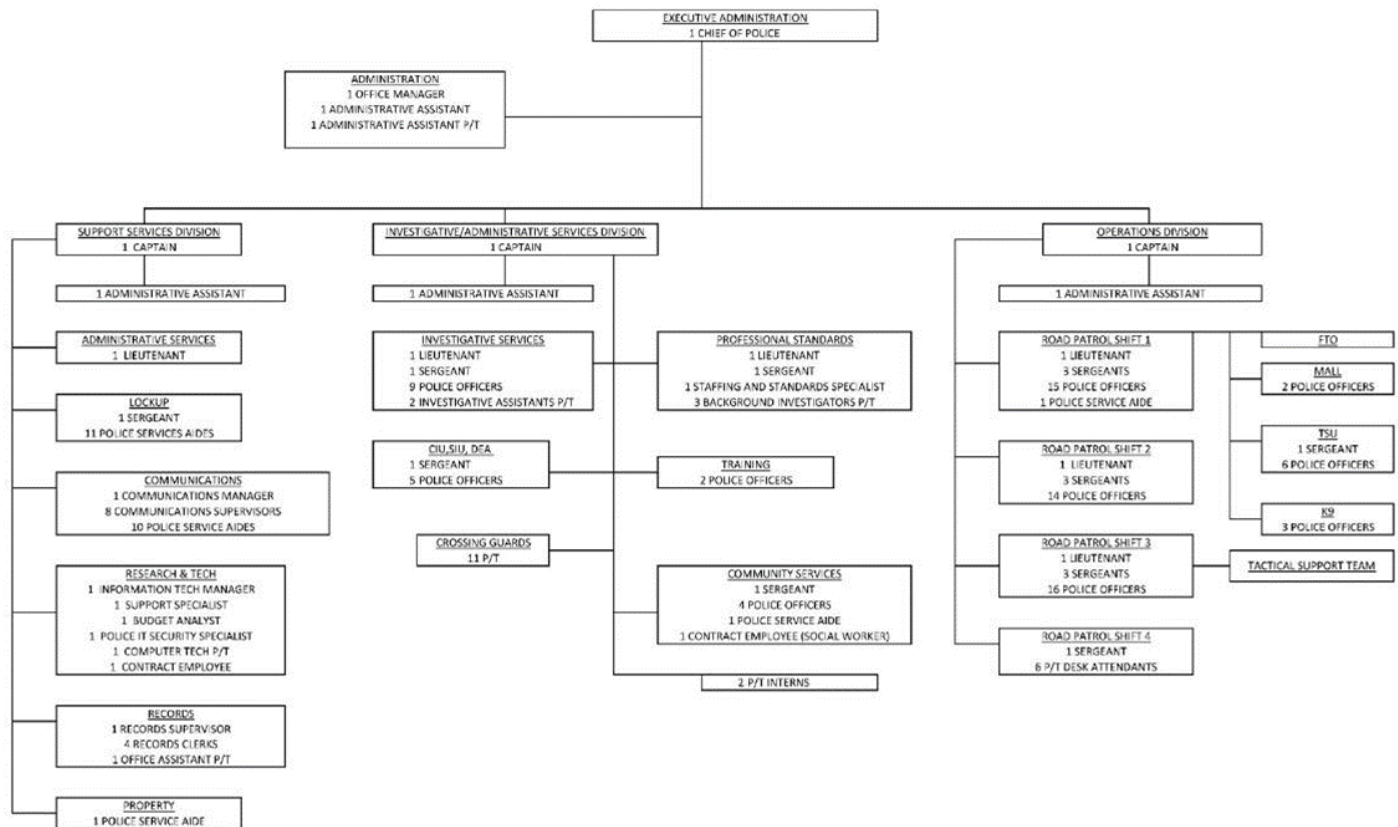 EXECUTIVE ADMINISTRATION
1 CHIEF OF POLICE
ADMINISTRATION
1 OFFICE MANAGER
1 ADMINISTRATIVE ASSISTANT
1 ADMINISTRATIVE ASSISTANT P/T
SUPPORT SERVICES DIVISION
1 CAPTAIN
1 ADMINISTRATIVE ASSISTANT
ADMINISTRATIVE SERVICES
1 LIEUTENANT
LOCKUP
1 SERGEANT
11 POLICE SERVICES AIDES
COMMUNICATIONS
1 COMMUNICATIONS MANAGER
8 COMMUNICATIONS SUPERVISORS
10 POLICE SERVICE AIDES
RESEARCH & TECH
1 INFORMATION TECH MANAGER
1 SUPPORT SPECIALIST
1 BUDGET ANALYST
1 POLICE IT SECURITY SPECIALIST
1 COMPUTER TECH P/T
1 CONTRACT EMPLOYEE
RECORDS
1 RECORDS SUPERVISOR
4 RECORDS CLERKS
1 OFFICE ASSISTANT P/T
PROPERTY
1 POLICE SERVICE AIDE
INVESTIGATIVE/ADMINISTRATIVE SERVICES DIVISION
1 CAPTAIN
1 ADMINISTRATIVE ASSISTANT
INVESTIGATIVE SERVICES
1 LIEUTENANT
1 SERGEANT
9 POLICE OFFICERS
2 INVESTIGATIVE ASSISTANTS P/T
CIU,SIU, DEA
1 SERGEANT
5 POLICE OFFICERS
CROSSING GUARDS
11 P/T
PROFESSIONAL STANDARDS
1 LIEUTENANT
1 SERGEANT
1 STAFFING AND STANDARDS SPECIALIST
3 BACKGROUND INVESTIGATORS P/T
TRAINING
2 POLICE OFFICERS
COMMUNITY SERVICES
1 SERGEANT
4 POLICE OFFICERS
1 POLICE SERVICE AIDE
1 CONTRACT EMPLOYEE (SOCIAL WORKER)
2 P/T INTERNS
OPERATIONS DIVISION
1 CAPTAIN
1 ADMINISTRATIVE ASSISTANT
ROAD PATROL SHIFT 1
1 LIEUTENANT
3 SERGEANTS
15 POLICE OFFICERS
1 POLICE SERVICE AIDE
ROAD PATROL SHIFT 2
1 LIEUTENANT
3 SERGEANTS
14 POLICE OFFICERS
ROAD PATROL SHIFT 3
1 LIEUTENANT
3 SERGEANTS
16 POLICE OFFICERS
ROAD PATROL SHIFT 4
1 SERGEANT
6 P/T DESK ATTENDANTS
FTO
MALL
2 POLICE OFFICERS
TSU
1 SERGEANT
6 POLICE OFFICERS
K9
3 POLICE OFFICERS
TACTICAL SUPPORT TEAM